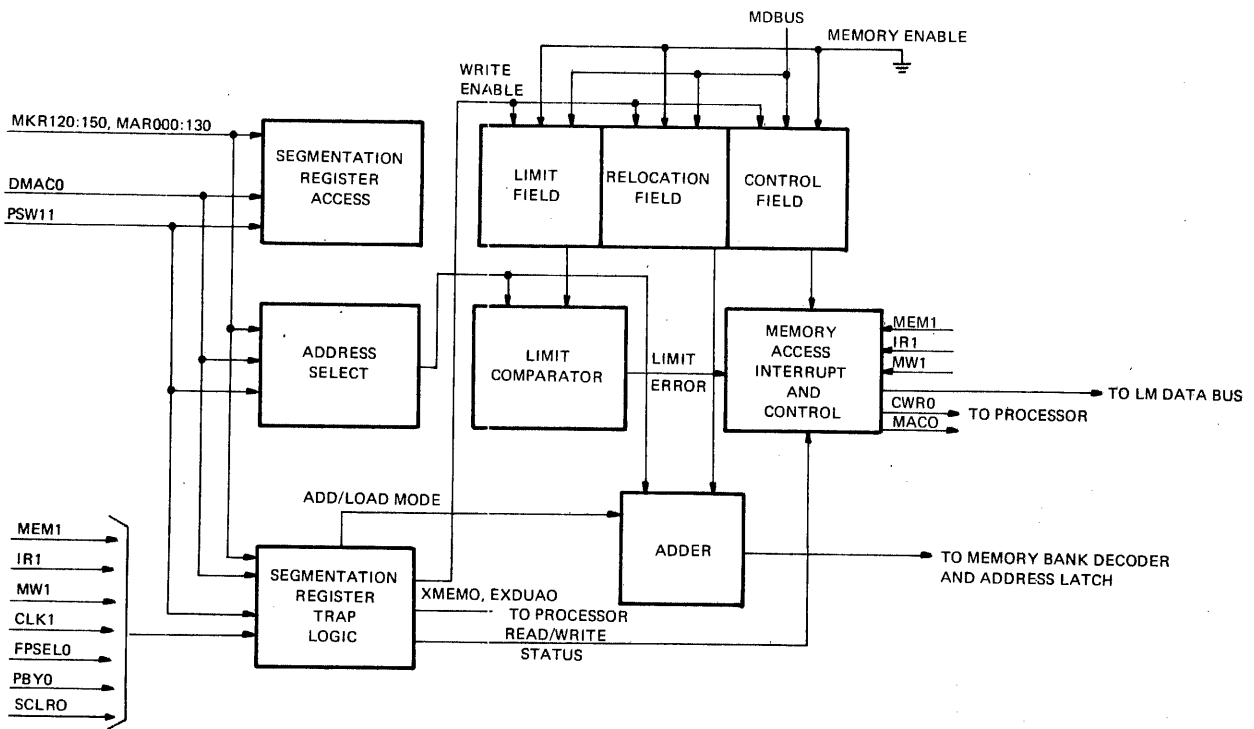 MDBUS
MEMORY ENABLE
WRITE
ENABLE
MKR120:150, MAR000:130
DMAC0
PSW11
SEGMENTATION
REGISTER
ACCESS
LIMIT
FIELD
RELOCATION
FIELD
CONTROL
FIELD
ADDRESS
SELECT
LIMIT
COMPARATOR
LIMIT
ERROR
MEMORY
ACCESS
INTERRUPT
AND
CONTROL
MEM1
IR1
MW1
TO LM DATA BUS
CWR0
TO PROCESSOR
MACO
ADD/LOAD MODE
MEM1
IR1
MW1
CLK1
FPSEL0
PBY0
SCLRO
SEGMENTATION
REGISTER
TRAP
LOGIC
XMEMO, EXDUAO
TO PROCESSOR
READ/WRITE
STATUS
ADDER
TO MEMORY BANK DECODER
AND ADDRESS LATCH